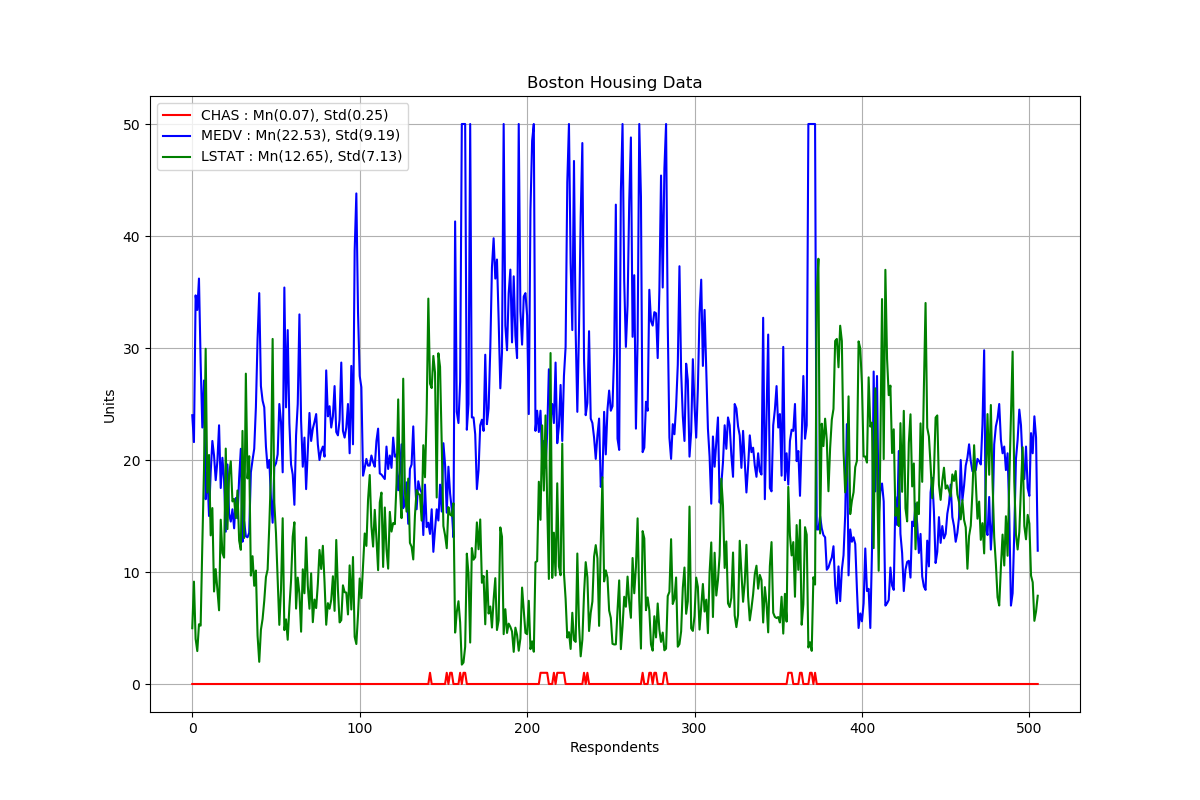 Boston Housing Data
CHAS : Mn(0.07), Std(0.25)
MEDV : Mn(22.53), Std(9.19)
LSTAT : Mn(12.65), Std(7.13)
50
40
30
20
10
0
Units
0 100 200 300 400 500
Respondents